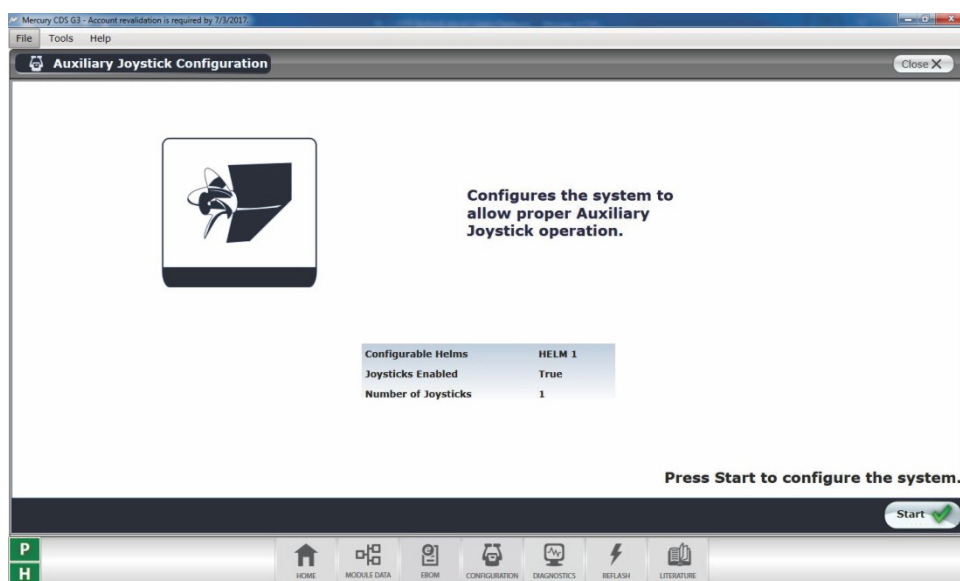 Mercury CDS G3 - Account revalidation is required by 7/3/2017.
File Tools Help
Auxiliary Joystick Configuration
Close X
Configures the system to
allow proper Auxiliary
Joystick operation.
Configurable Helms HELM 1
Joysticks Enabled True
Number of Joysticks 1
Press Start to configure the system.
Start
P
H
HOME MODULE DATA EBOM CONFIGURATION DIAGNOSTICS REFLASH LITERATURE